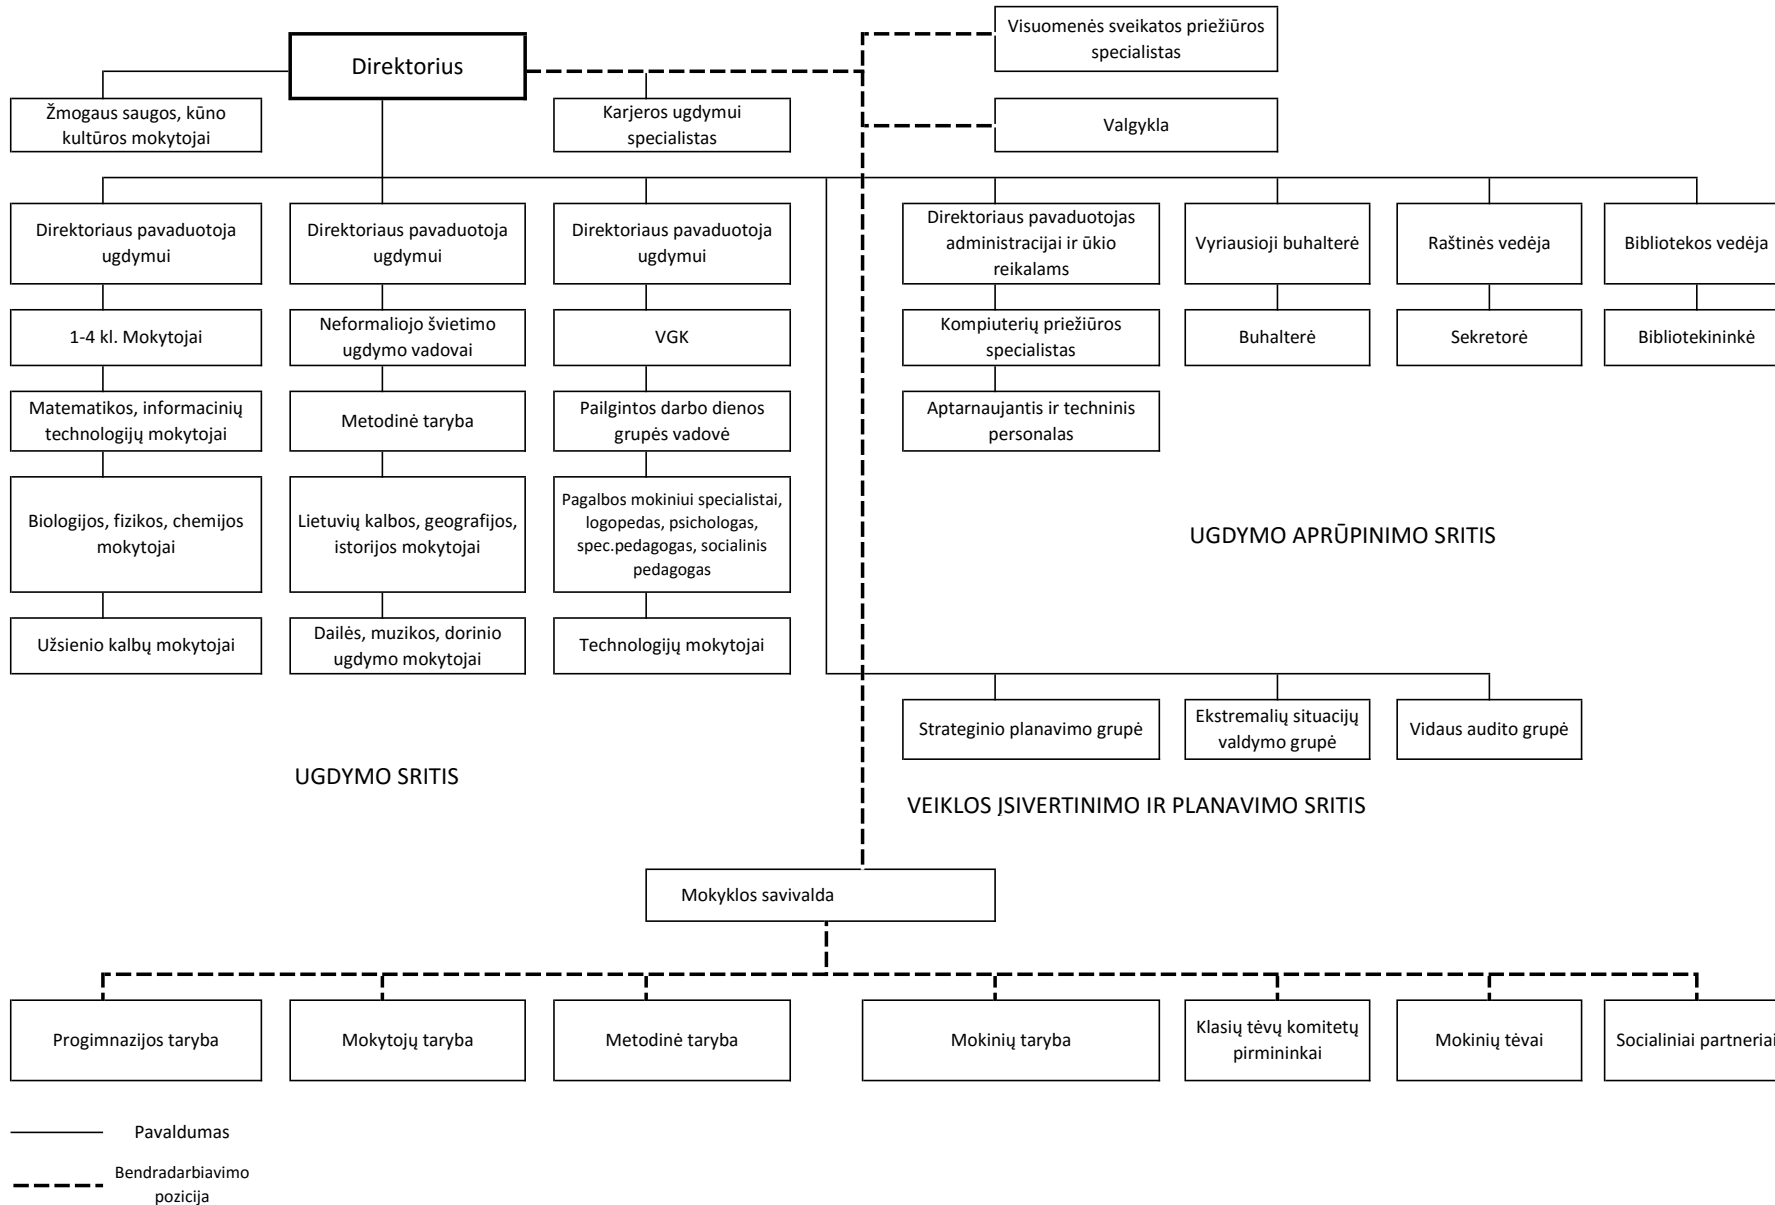 Visuomenės sveikatos priežiūros
specialistas
Direktorius
Žmogaus saugos, kūno
kultūros mokytojai
Karjeros ugdymui
specialistas
Valgykla
Direktoriaus pavaduotoja
ugdymui
Direktoriaus pavaduotoja
ugdymui
Direktoriaus pavaduotoja
ugdymui
Direktoriaus pavaduotojas
administracijai ir ūkio
reikalams
Vyriausioji buhalterė
Raštinės vedėja
Bibliotekos vedėja
1-4 kl. Mokytojai
Neformaliojo švietimo
ugdymo vadovai
VGK
Kompiuterių priežiūros
specialistas
Buhalterė
Sekretorė
Bibliotekininkė
Matematikos, informacinių
technologijų mokytojai
Metodinė taryba
Pailgintos darbo dienos
grupės vadovė
Aptarnaujantis ir techninis
personalas
Biologijos, fizikos, chemijos
mokytojai
Lietuvių kalbos, geografijos,
istorijos mokytojai
Pagalbos mokiniui specialistai,
logopedas, psichologas,
spec.pedagogas, socialinis
pedagogas
UGDYMO APRŪPINIMO SRITIS
Užsienio kalbų mokytojai
Dailės, muzikos, dorinio
ugdymo mokytojai
Technologijų mokytojai
Strateginio planavimo grupė
Ekstremalių situacijų
valdymo grupė
Vidaus audito grupė
UGDYMO SRITIS
VEIKLOS ĮSIVERTINIMO IR PLANAVIMO SRITIS
Mokyklos savivalda
Progimnazijos taryba
Mokytojų taryba
Metodinė taryba
Mokinių taryba
Klasių tėvų komitetų
pirmininkai
Mokinių tėvai
Socialiniai partneriai
Pavaldumas
Bendradarbiavimo
pozicija